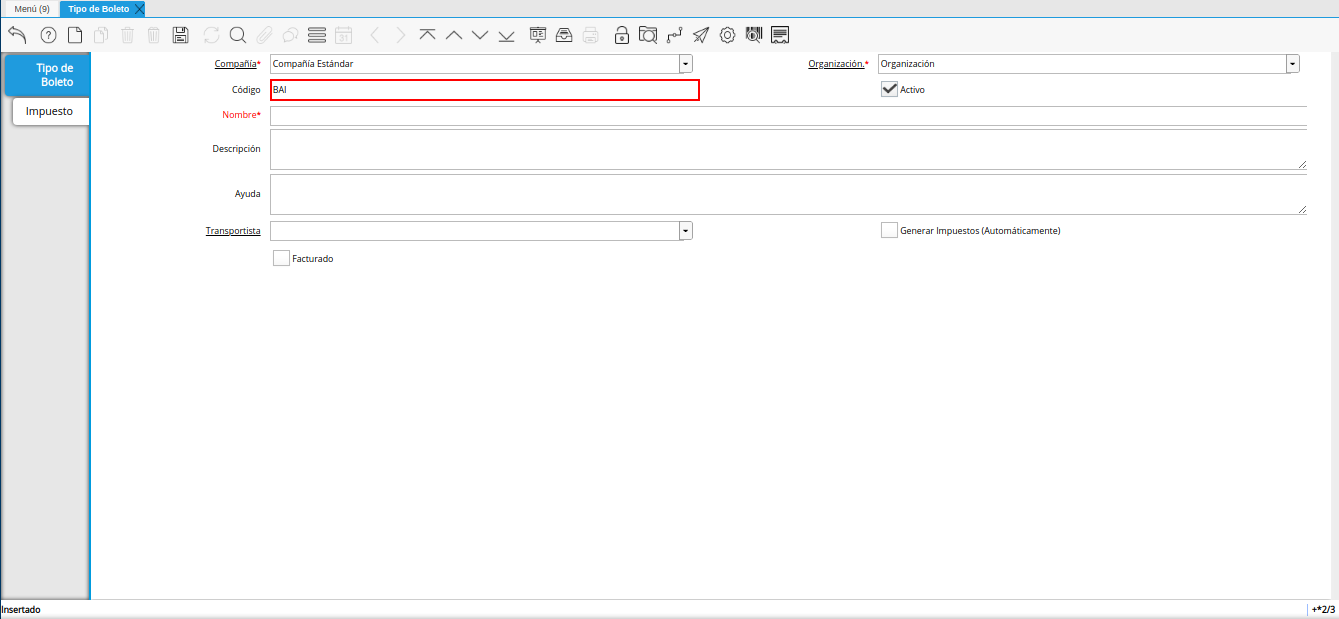 Menú (9) Tipo de Boleto
31
Tipo de
Boleto
Impuesto
Compañía* Compañía Estándar Organización.* Organización
Código BAI Activo
Nombre*
Descripción
Ayuda
Transportista Generar Impuestos (Automáticamente)
Facturado
Insertado +*2/3